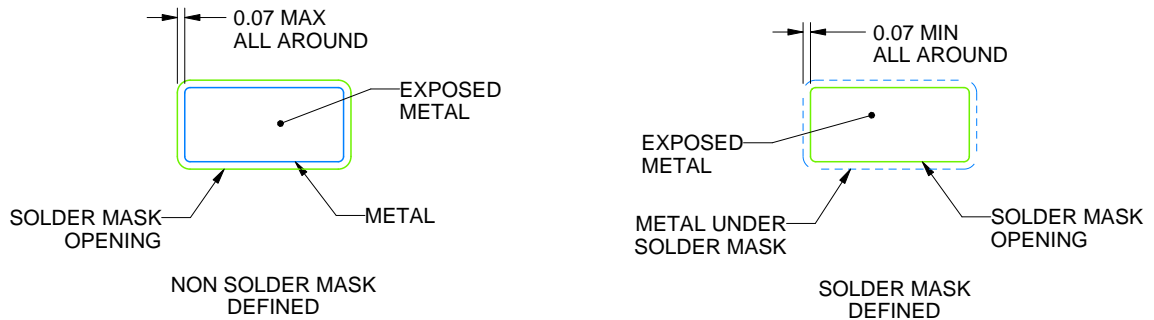 0.07 MAX
ALL AROUND
EXPOSED
METAL
SOLDER MASK
OPENING
METAL
NON SOLDER MASK
DEFINED
0.07 MIN
ALL AROUND
EXPOSED
METAL
METAL UNDER
SOLDER MASK
SOLDER MASK
OPENING
SOLDER MASK
DEFINED